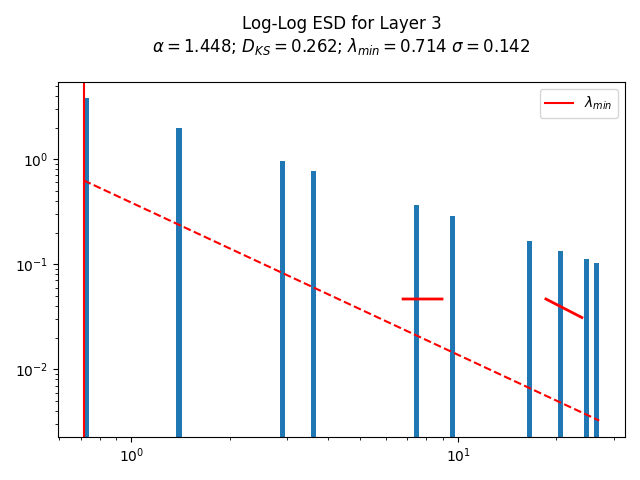 Log-Log ESD for Layer 3
α = 1.448; D_KS = 0.262; λ_min = 0.714 σ = 0.142
λ_min
10⁰
10⁻¹
10⁻²
10⁰
10¹